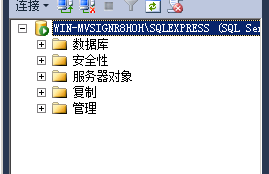 连接
WIN-MVSIGNR8HOH\SQLEXPRESS (SQL Ser
数据库
安全性
服务器对象
复制
管理